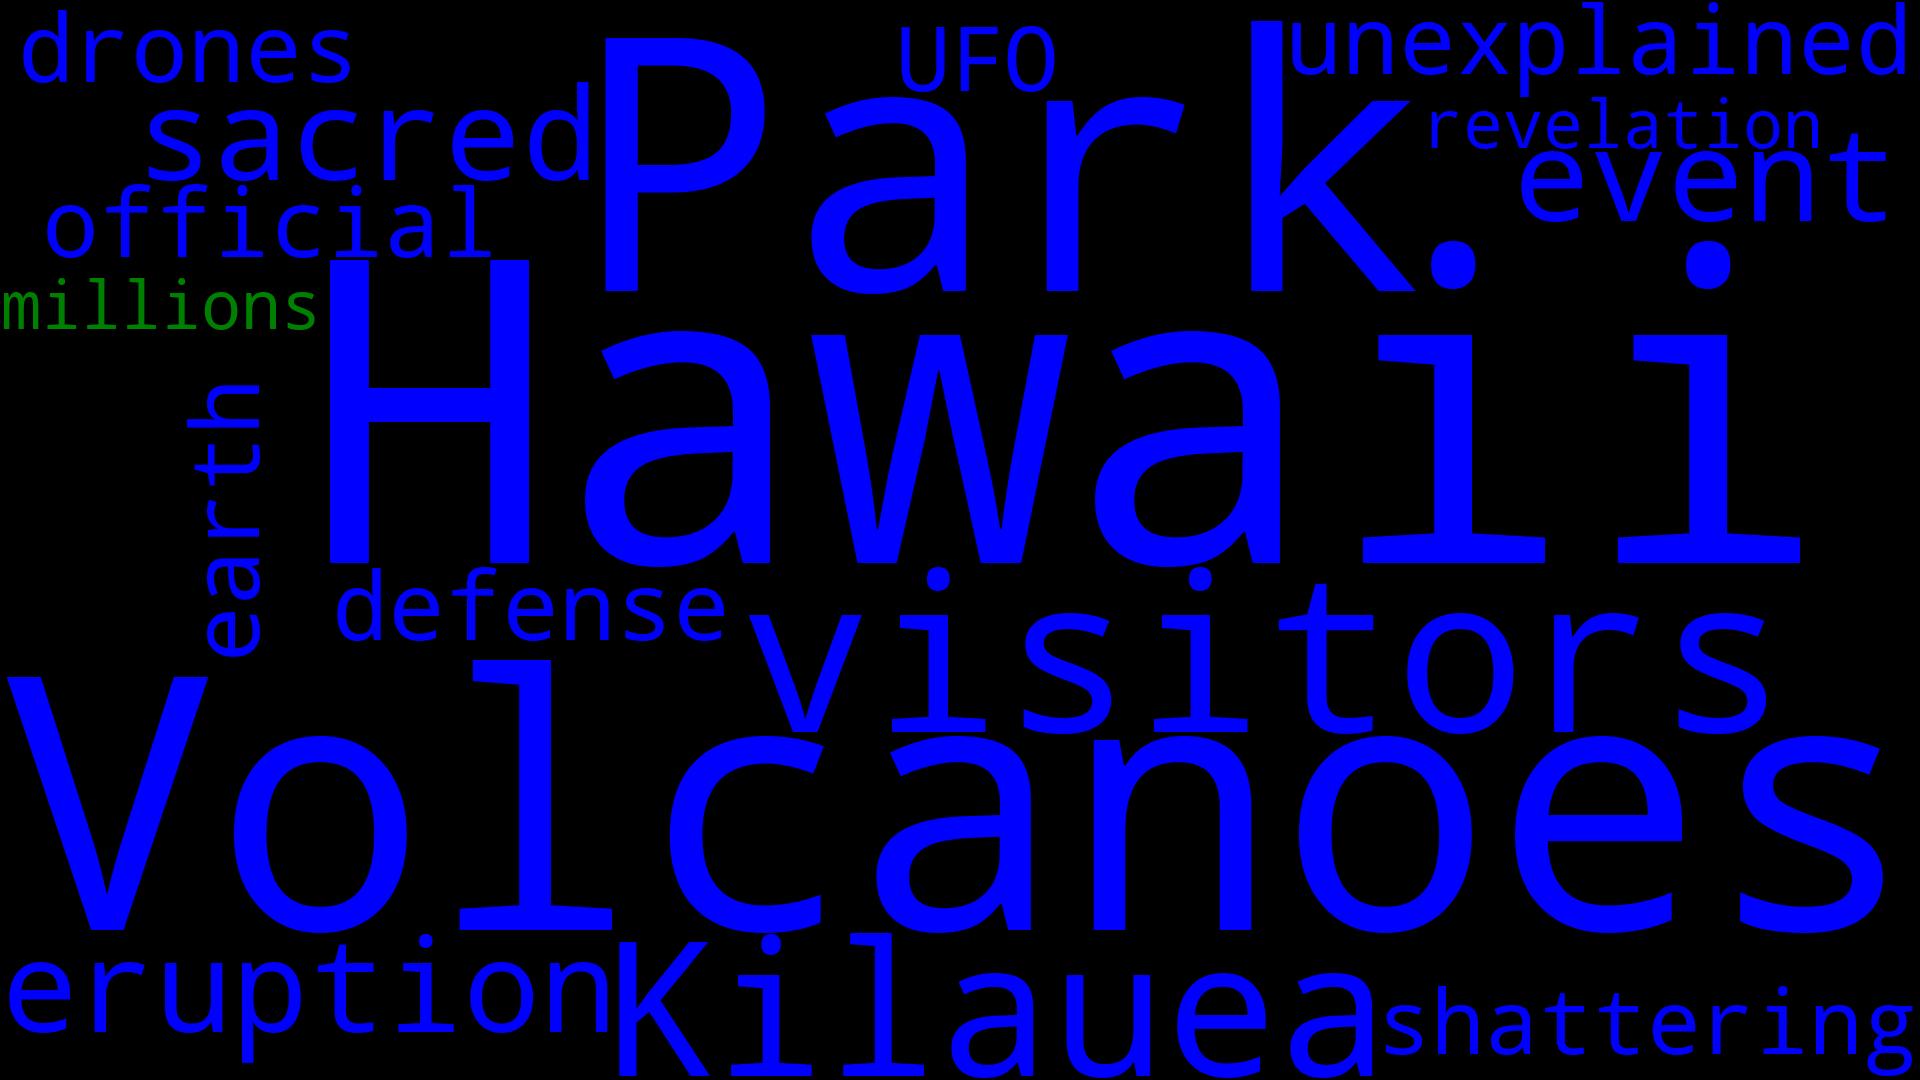 drones
UFO
unexplained
Park
sacred
revelation
event
official
Hawaii
millions
earth
defense
visitors
Volcanoes
eruption
Kilauea
shattering